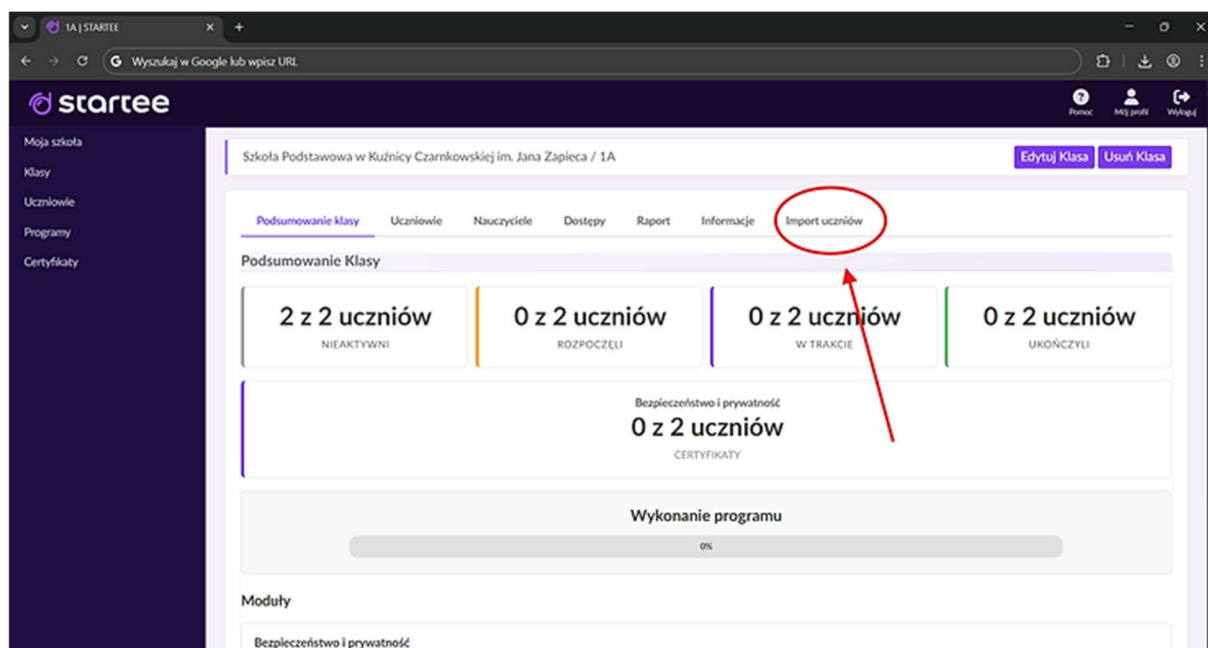 1A | STARTEE
Wyszukaj w Google lub wpisz URL
startee
Pomoc
Mój profil
Wyloguj
Moja szkoła
Klasy
Uczniowie
Programy
Certyfikaty
Szkoła Podstawowa w Kuźnicy Czarnkowskiej im. Jana Zapieca / 1A
Edytuj Klasa
Usuń Klasa
Podsumowanie klasy
Uczniowie
Nauczyciele
Dostępy
Raport
Informacje
Import uczniów
Podsumowanie Klasy
2 z 2 uczniów
NIEAKTYWNI
0 z 2 uczniów
ROZPOCZĘLI
0 z 2 uczniów
W TRAKCIE
0 z 2 uczniów
UKOŃCZYLI
Bezpieczeństwo i prywatność
0 z 2 uczniów
CERTYFIKATY
Wykonanie programu
0%
Moduły
Bezpieczeństwo i prywatność